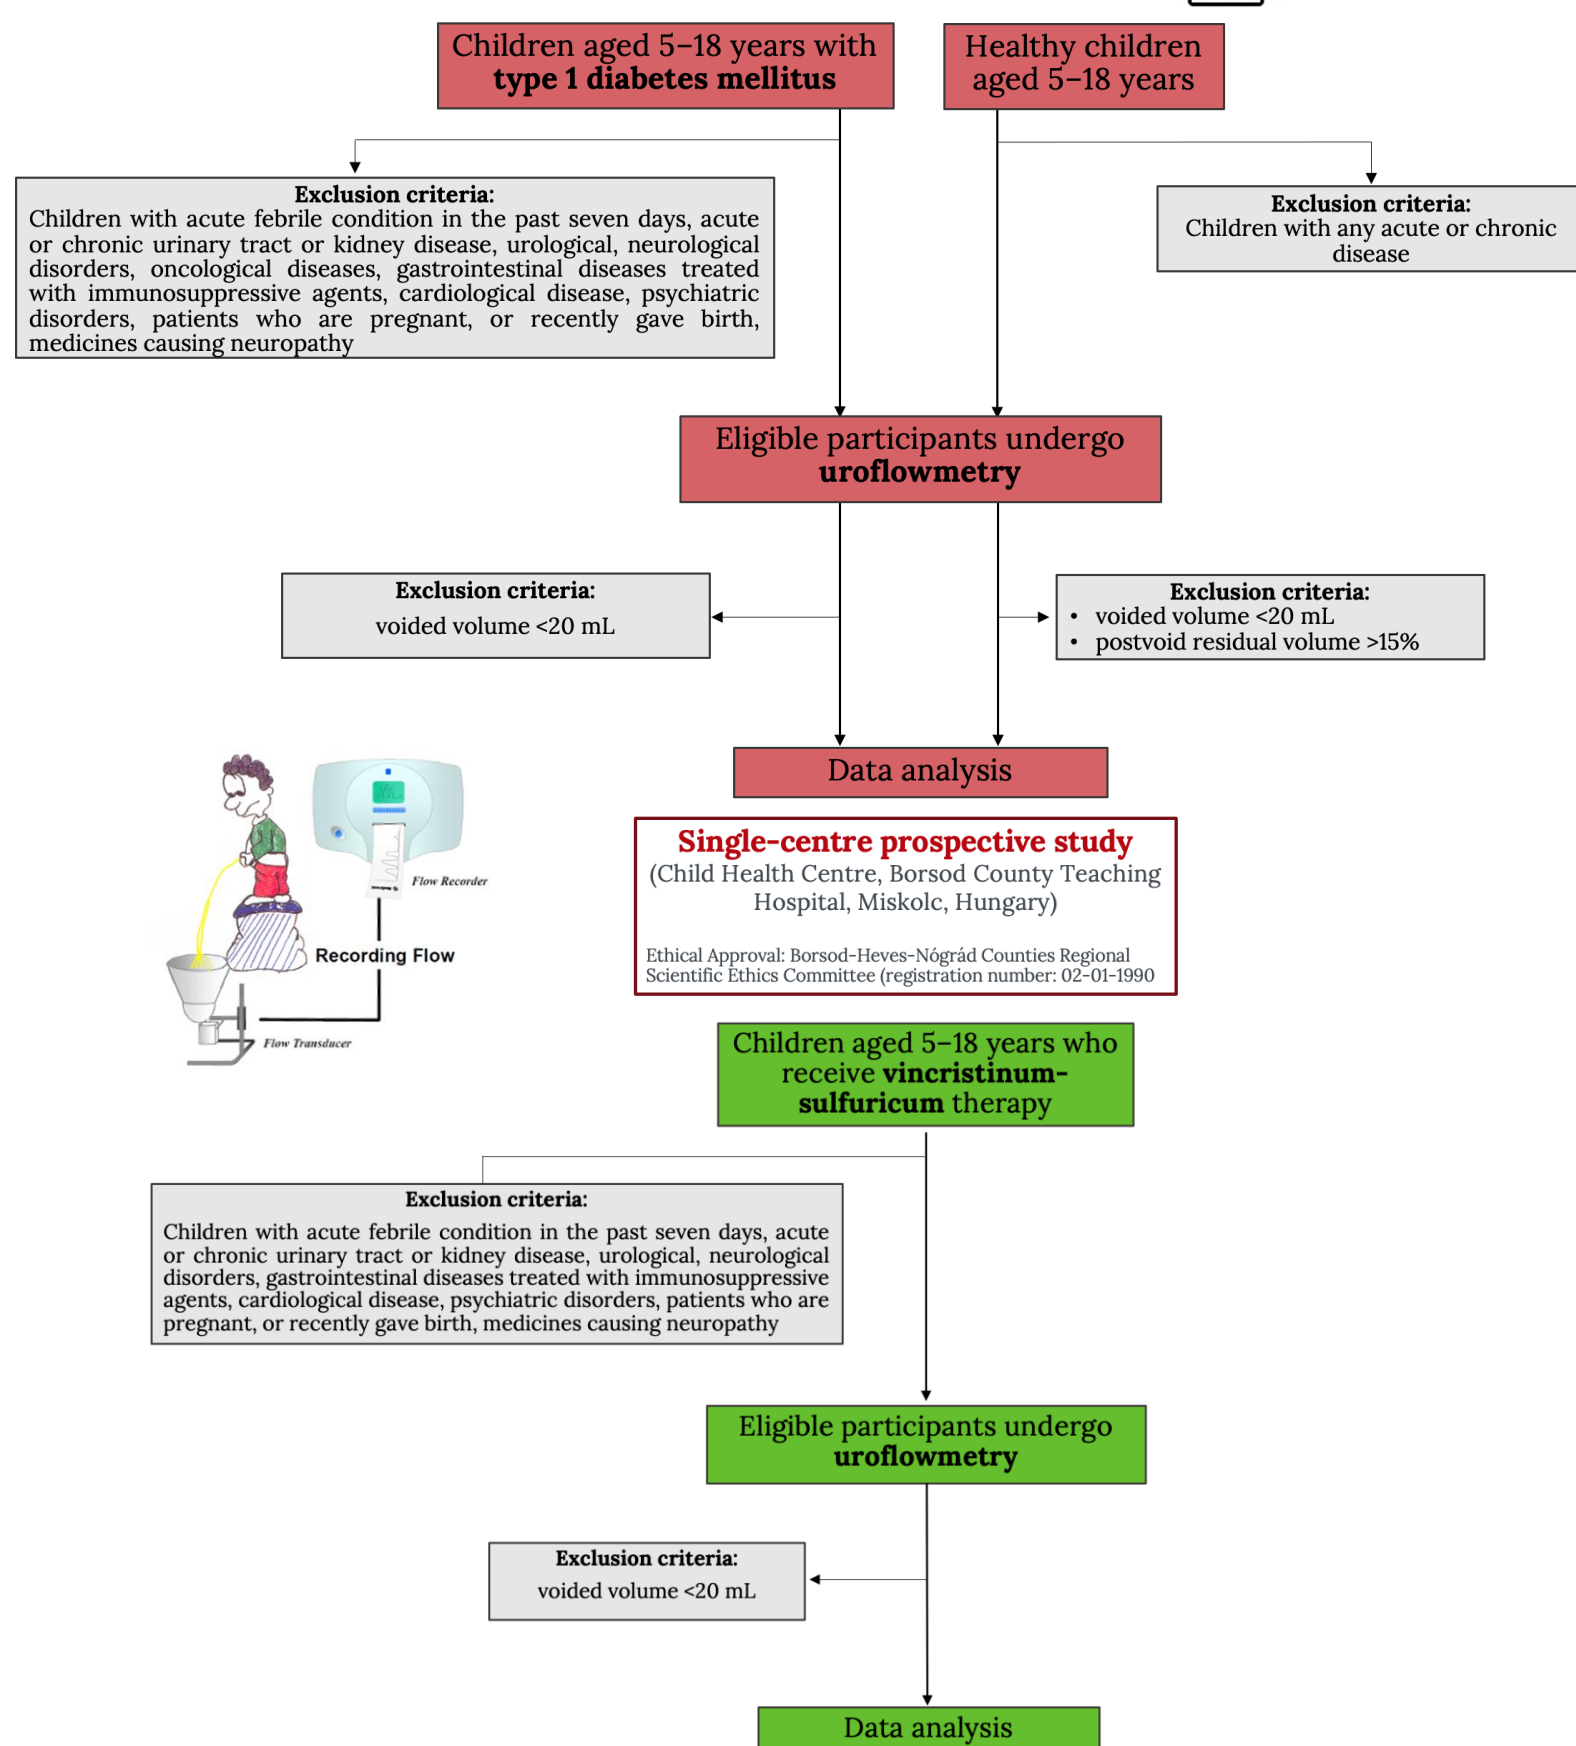 Children aged 5–18 years with
type 1 diabetes mellitus
Healthy children
aged 5–18 years
Exclusion criteria:
Children with acute febrile condition in the past seven days, acute
or chronic urinary tract or kidney disease, urological, neurological
disorders, oncological diseases, gastrointestinal diseases treated
with immunosuppressive agents, cardiological disease, psychiatric
disorders, patients who are pregnant, or recently gave birth,
medicines causing neuropathy
Exclusion criteria:
Children with any acute or chronic
disease
Eligible participants undergo
uroflowmetry
Exclusion criteria:
voided volume <20 mL
Exclusion criteria:
• voided volume <20 mL
• postvoid residual volume >15%
Data analysis
Single-centre prospective study
(Child Health Centre, Borsod County Teaching
Hospital, Miskolc, Hungary)
Ethical Approval: Borsod-Heves-Nógrád Counties Regional
Scientific Ethics Committee (registration number: 02-01-1990
Flow Recorder
Recording Flow
Flow Transducer
Children aged 5–18 years who
receive vincristinum-
sulfuricum therapy
Exclusion criteria:
Children with acute febrile condition in the past seven days, acute
or chronic urinary tract or kidney disease, urological, neurological
disorders, gastrointestinal diseases treated with immunosuppressive
agents, cardiological disease, psychiatric disorders, patients who are
pregnant, or recently gave birth, medicines causing neuropathy
Eligible participants undergo
uroflowmetry
Exclusion criteria:
voided volume <20 mL
Data analysis